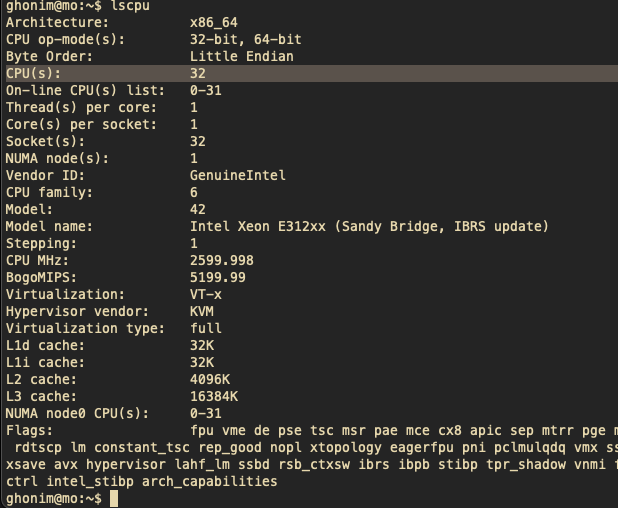 ghonim@mo:~$ lscpu
Architecture: x86_64
CPU op-mode(s): 32-bit, 64-bit
Byte Order: Little Endian
CPU(s): 32
On-line CPU(s) list: 0-31
Thread(s) per core: 1
Core(s) per socket: 1
Socket(s): 32
NUMA node(s): 1
Vendor ID: GenuineIntel
CPU family: 6
Model: 42
Model name: Intel Xeon E312xx (Sandy Bridge, IBRS update)
Stepping: 1
CPU MHz: 2599.998
BogoMIPS: 5199.99
Virtualization: VT-x
Hypervisor vendor: KVM
Virtualization type: full
L1d cache: 32K
L1i cache: 32K
L2 cache: 4096K
L3 cache: 16384K
NUMA node0 CPU(s): 0-31
Flags: fpu vme de pse tsc msr pae mce cx8 apic sep mtrr pge
rdtscp lm constant_tsc rep_good nopl xtopology eagerfpu pni pclmulqdq vmx
xsave avx hypervisor lahf_lm ssbd rsb_ctxsw ibrs ibpb stibp tpr_shadow vnmi
ctrl intel_stibp arch_capabilities
ghonim@mo:~$